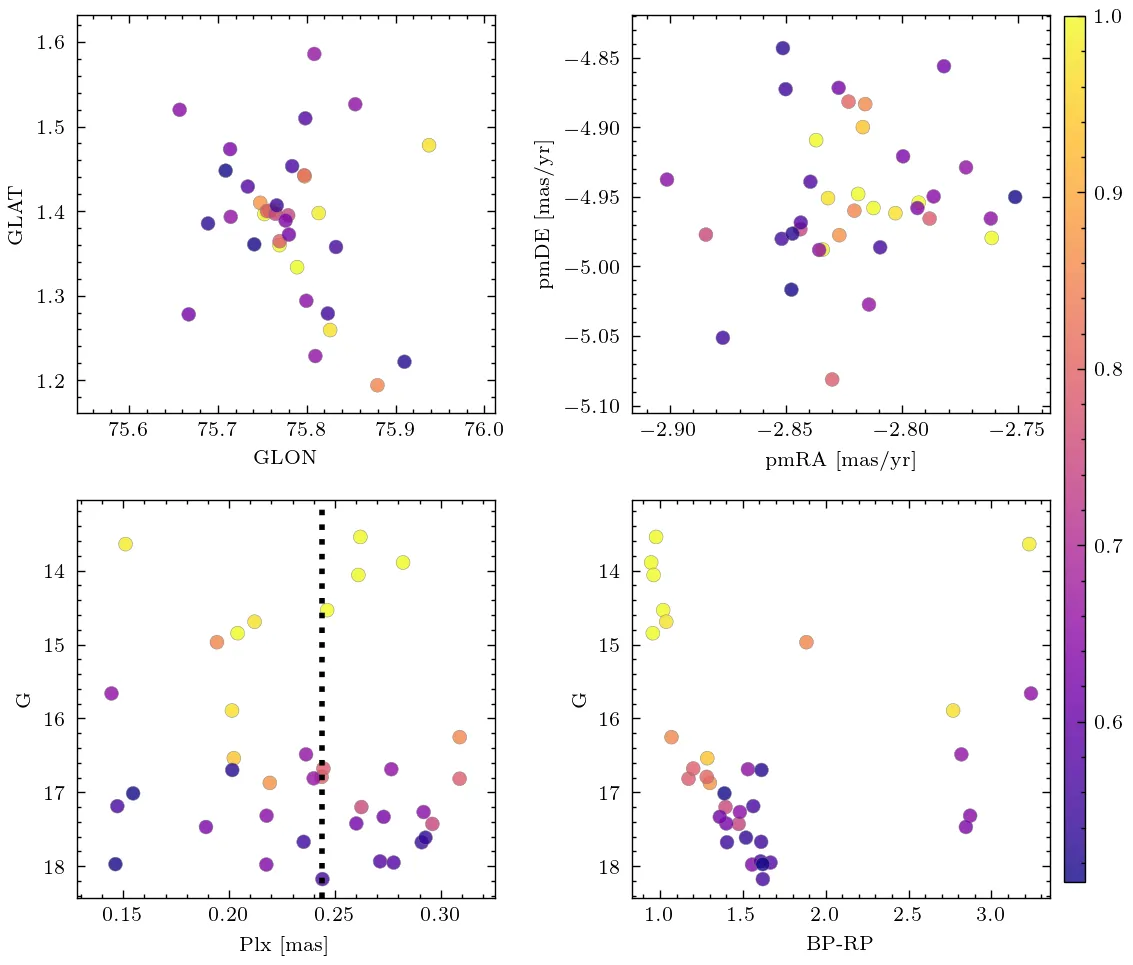 1.6
1.5
1.4
1.3
1.2
GLAT
75.6 75.7 75.8 75.9 76.0
GLON
−4.85
−4.90
−4.95
−5.00
−5.05
−5.10
pmDE [mas/yr]
−2.90 −2.85 −2.80 −2.75
pmRA [mas/yr]
1.0
0.9
0.8
0.7
0.6
14
15
16
17
18
G
0.15 0.20 0.25 0.30
Plx [mas]
14
15
16
17
18
G
1.0 1.5 2.0 2.5 3.0
BP-RP